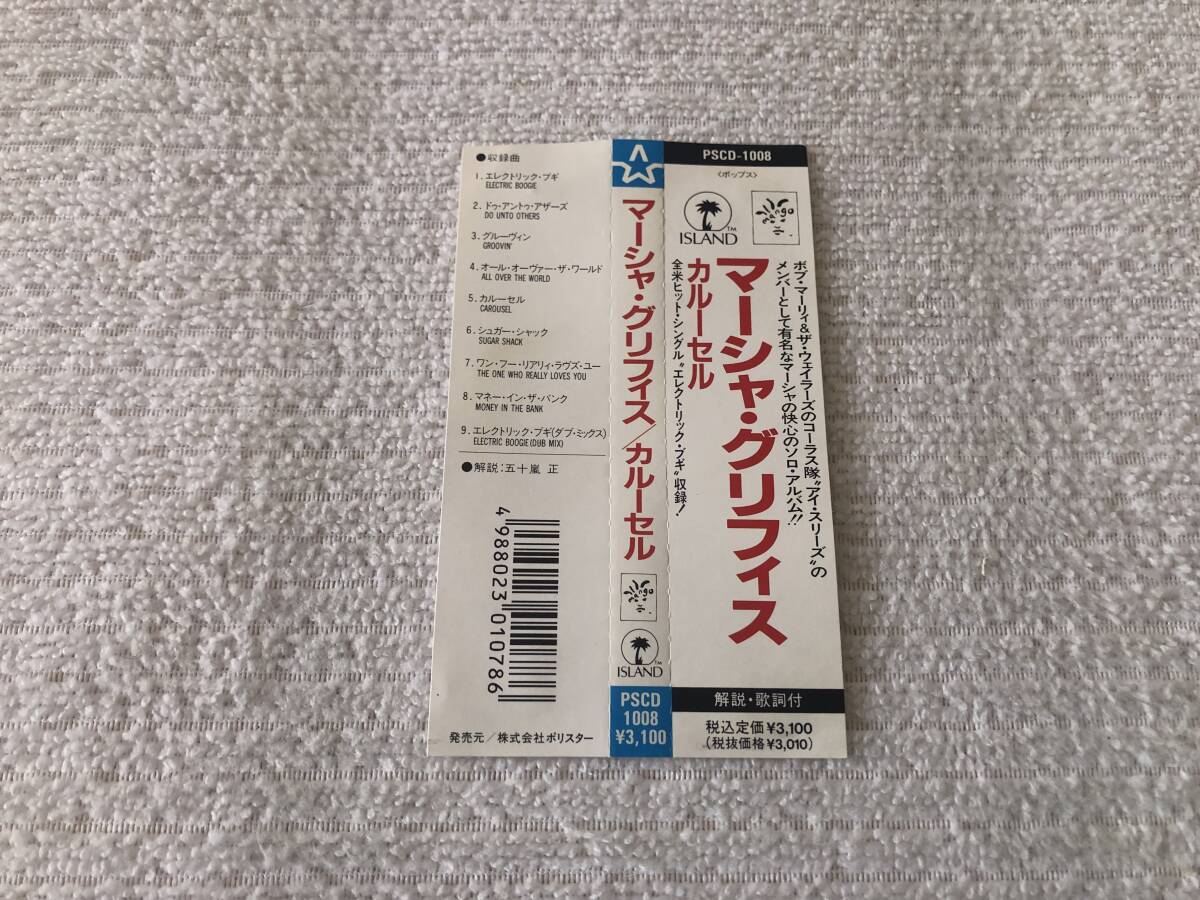 ●収録曲
1.エレクトリック・ブギ
ELECTRIC BOOGIE
2.ドゥ・アントゥ・アザーズ
DO UNTO OTHERS
3.グルーヴィン
GROOVIN'
4.オール・オーヴァー・ザ・ワールド
ALL OVER THE WORLD
5.カルーセル
CAROUSEL
6.シュガー・シャック
SUGAR SHACK
7.ワン・フー・リアリィ・ラヴズ・ユー
THE ONE WHO REALLY LOVES YOU
8.マネー・イン・ザ・バンク
MONEY IN THE BANK
9.エレクトリック・ブギ(ダブ・ミックス)
ELECTRIC BOOGIE (DUB MIX)
●解説:五十嵐 正
4 988023 010786
発売元/株式会社ポリスター
マーシャ・グリフィス/カルーセル
ango
ISLAND TM
PSCD
1008
¥3,100
PSCD-1008
〈ポップス〉
ISLAND TM
ango
ボブ・マーリィ&ザ・ウェイラーズのコーラス隊“アイ・スリーズ”の
メンバーとして有名なマーシャの快心のソロ・アルバム!!
マーシャ・グリフィス
カルーセル
全米ヒット・シングル“エレクトリック・ブギ”収録!
解説・歌詞付
税込定価¥3,100
(税抜価格¥3,010)